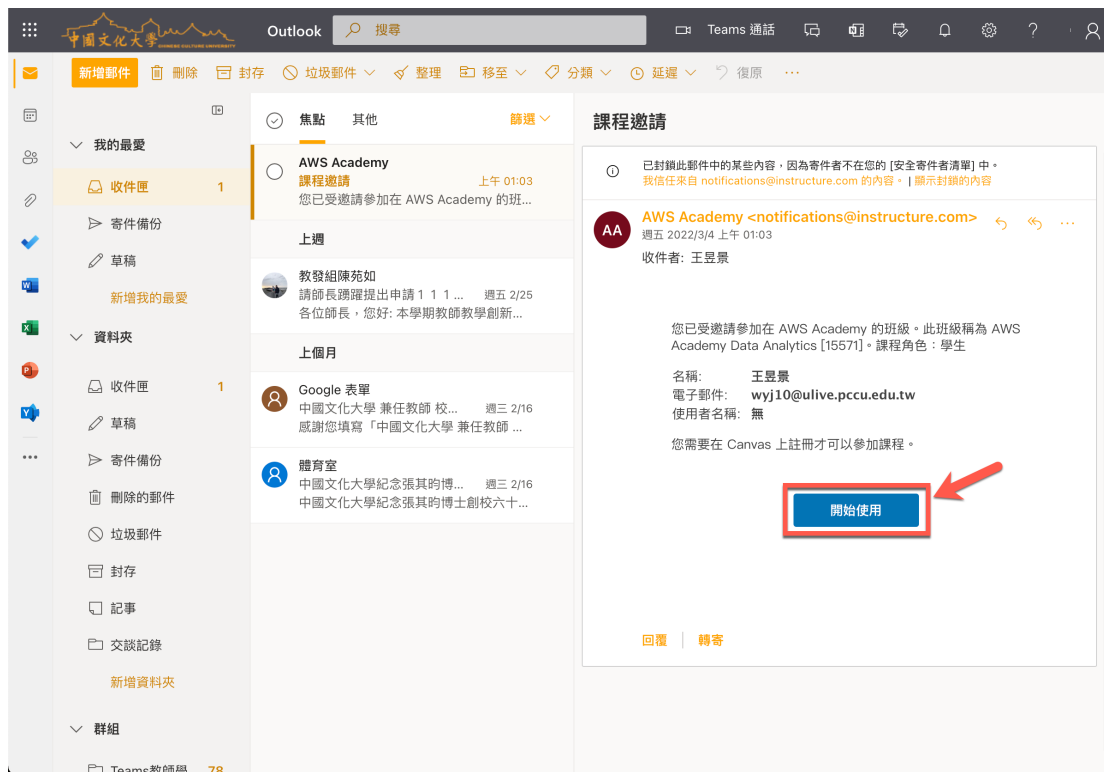 中國文化大學
CHINESE CULTURE UNIVERSITY
Outlook
搜尋
Teams 通話
新增郵件
刪除
封存
垃圾郵件
整理
移至
分類
延遲
復原
我的最愛
收件匣 1
寄件備份
草稿
新增我的最愛
資料夾
收件匣 1
草稿
寄件備份
刪除的郵件
垃圾郵件
封存
記事
交談記錄
新增資料夾
群組
Teams教師學 78
焦點
其他
篩選
AWS Academy
課程邀請 上午 01:03
您已受邀請參加在 AWS Academy 的班...
上週
教發組陳苑如
請師長踴躍提出申請１１１... 週五 2/25
各位師長，您好: 本學期教師教學創新...
上個月
Google 表單
中國文化大學 兼任教師 校... 週三 2/16
感謝您填寫「中國文化大學 兼任教師 ...
體育室
中國文化大學紀念張其昀博... 週三 2/16
中國文化大學紀念張其昀博士創校六十...
課程邀請
已封鎖此郵件中的某些內容，因為寄件者不在您的 [安全寄件者清單] 中。
我信任來自 notifications@instructure.com 的內容。 | 顯示封鎖的內容
AA
AWS Academy <notifications@instructure.com>
週五 2022/3/4 上午 01:03
收件者: 王昱景
您已受邀請參加在 AWS Academy 的班級。此班級稱為 AWS
Academy Data Analytics [15571]。課程角色：學生
名稱: 王昱景
電子郵件: wyj10@ulive.pccu.edu.tw
使用者名稱: 無
您需要在 Canvas 上註冊才可以參加課程。
開始使用
回覆
轉寄